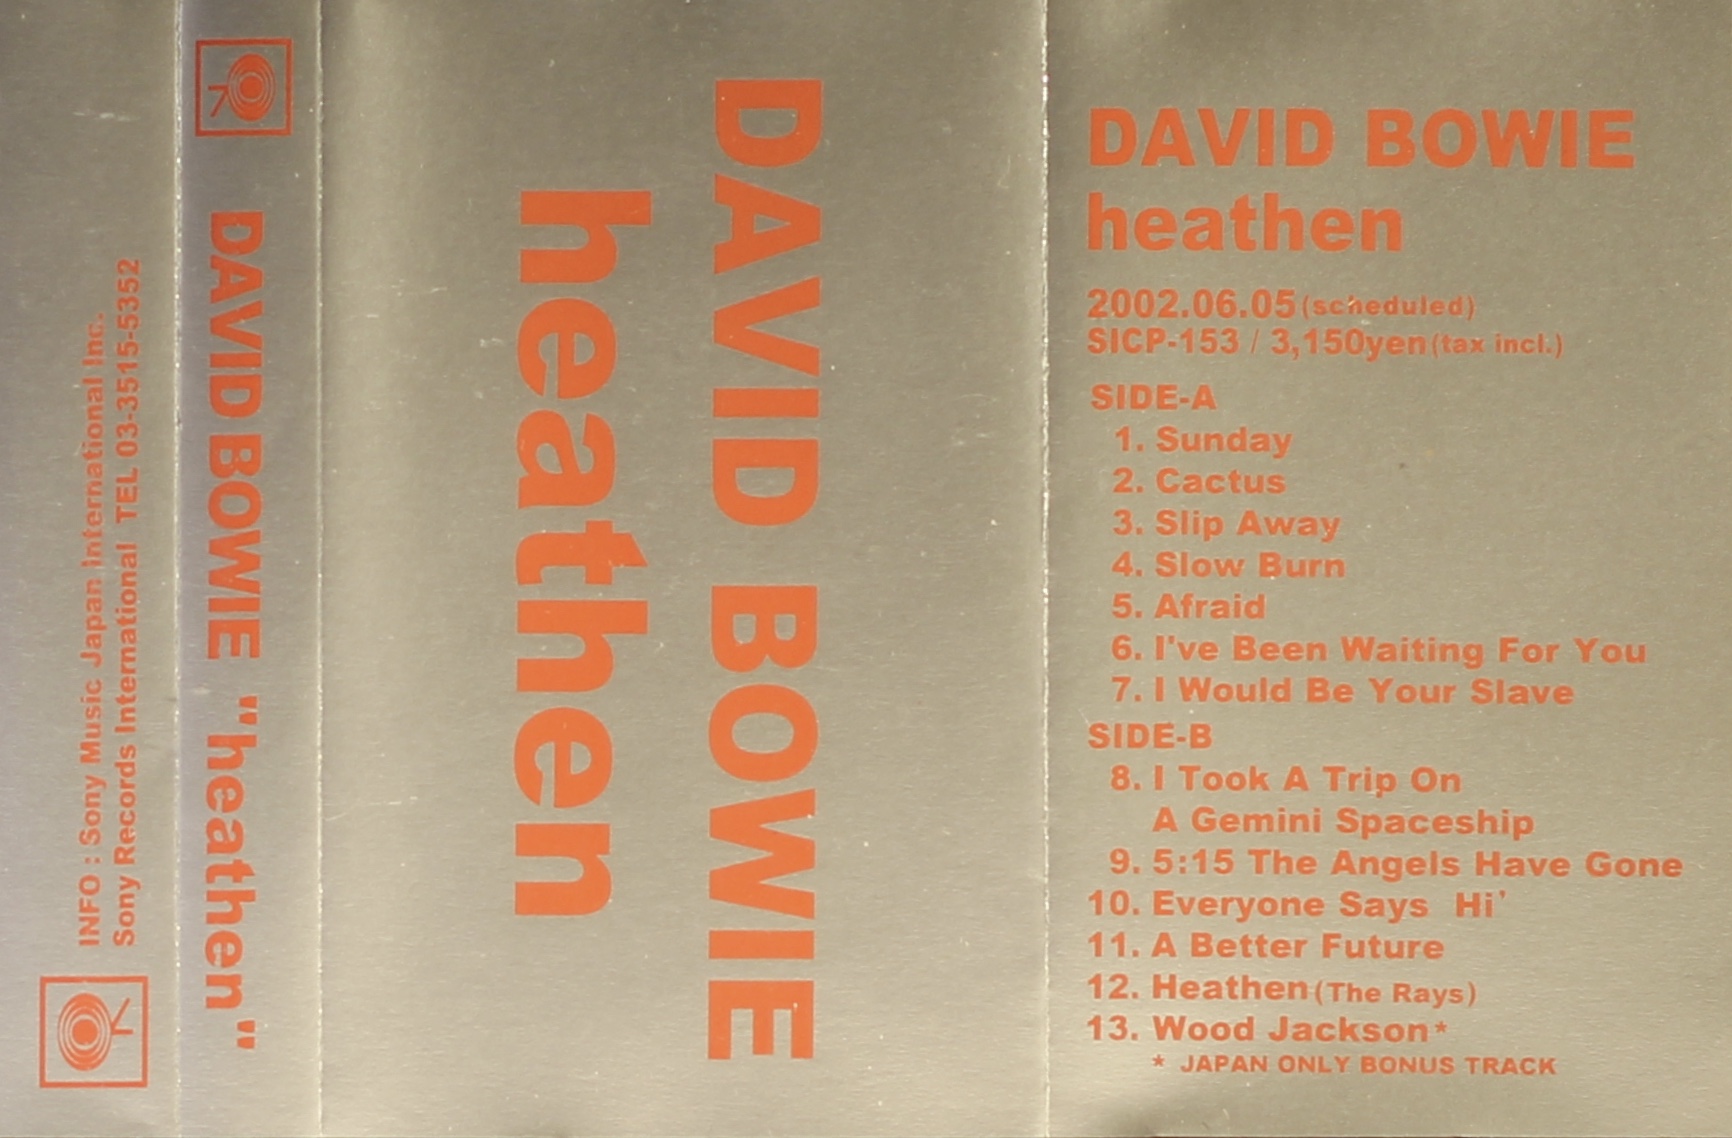 INFO : Sony Music Japan International Inc.
Sony Records International TEL 03-3515-5352
DAVID BOWIE "heathen"
DAVID BOWIE
heathen
DAVID BOWIE
heathen
2002.06.05(scheduled)
SICP-153 / 3,150yen(tax incl.)
SIDE-A
1. Sunday
2. Cactus
3. Slip Away
4. Slow Burn
5. Afraid
6. I've Been Waiting For You
7. I Would Be Your Slave
SIDE-B
8. I Took A Trip On
A Gemini Spaceship
9. 5:15 The Angels Have Gone
10. Everyone Says  Hi'
11. A Better Future
12. Heathen(The Rays)
13. Wood Jackson*
* JAPAN ONLY BONUS TRACK